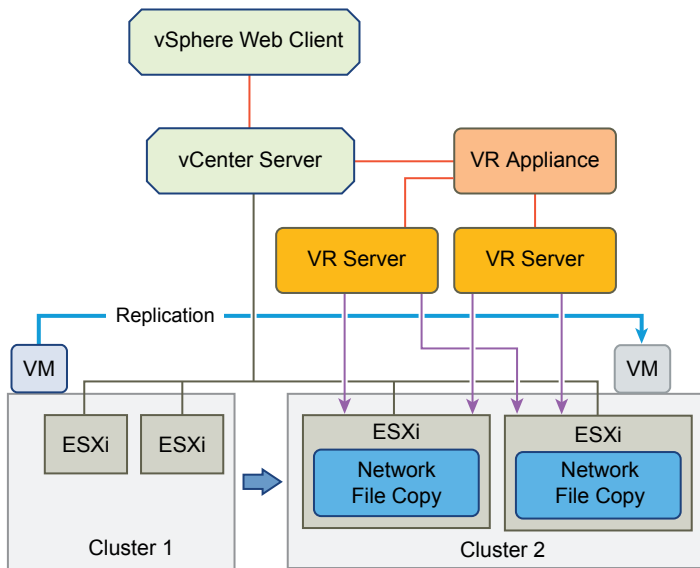 vSphere Web Client
vCenter Server
VR Appliance
VR Server
VR Server
Replication
VM
VM
ESXi
ESXi
ESXi
Network
File Copy
ESXi
Network
File Copy
Cluster 1
Cluster 2